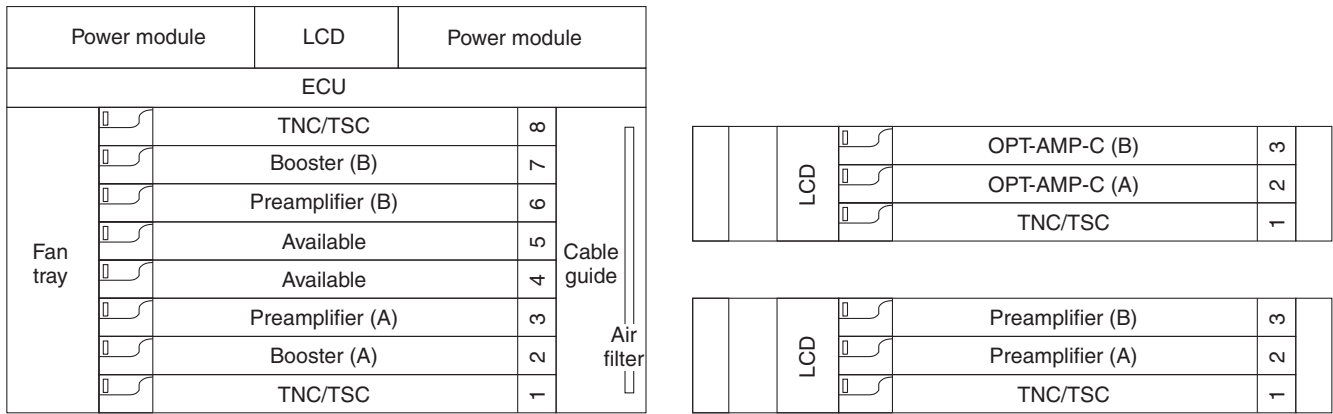 Power module LCD Power module
ECU
TNC/TSC 8
Booster (B) 7
Preamplifier (B) 6
Available 5
Available 4
Preamplifier (A) 3
Booster (A) 2
TNC/TSC 1
Fan
tray
Cable
guide
Air
filter
LCD
OPT-AMP-C (B) 3
OPT-AMP-C (A) 2
TNC/TSC 1
LCD
Preamplifier (B) 3
Preamplifier (A) 2
TNC/TSC 1